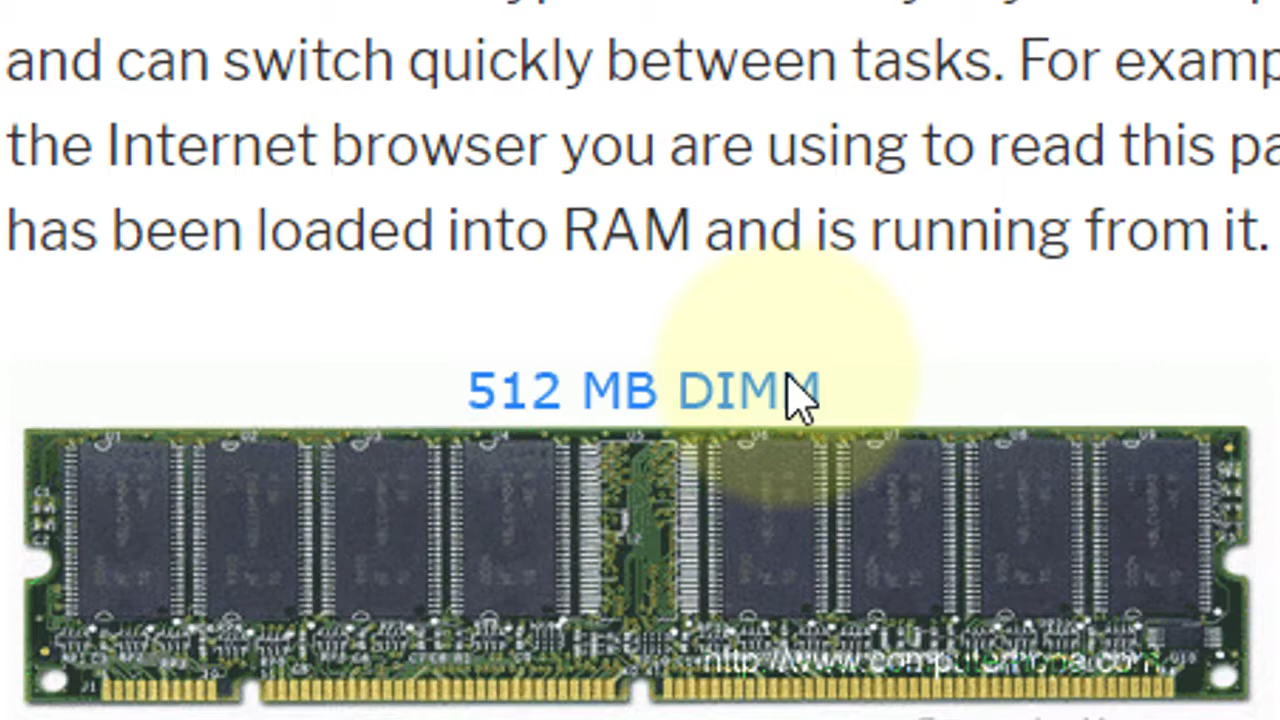 and can switch quickly between tasks. For examp
the Internet browser you are using to read this pa
has been loaded into RAM and is running from it.
512 MB DIMM
http://www.computerhope.com